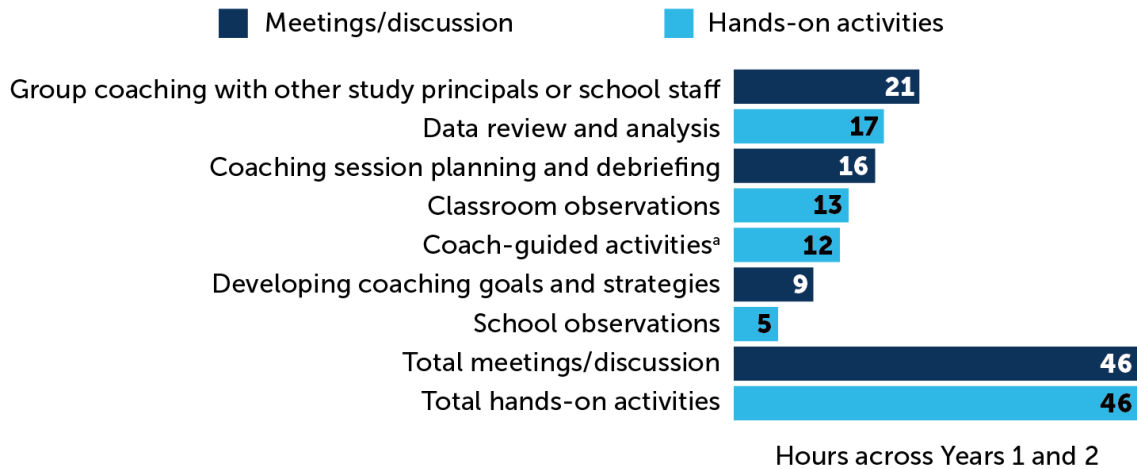 Meetings/discussion Hands-on activities
Group coaching with other study principals or school staff 21
Data review and analysis 17
Coaching session planning and debriefing 16
Classroom observations 13
Coach-guided activitiesᵃ 12
Developing coaching goals and strategies 9
School observations 5
Total meetings/discussion 46
Total hands-on activities 46
Hours across Years 1 and 2